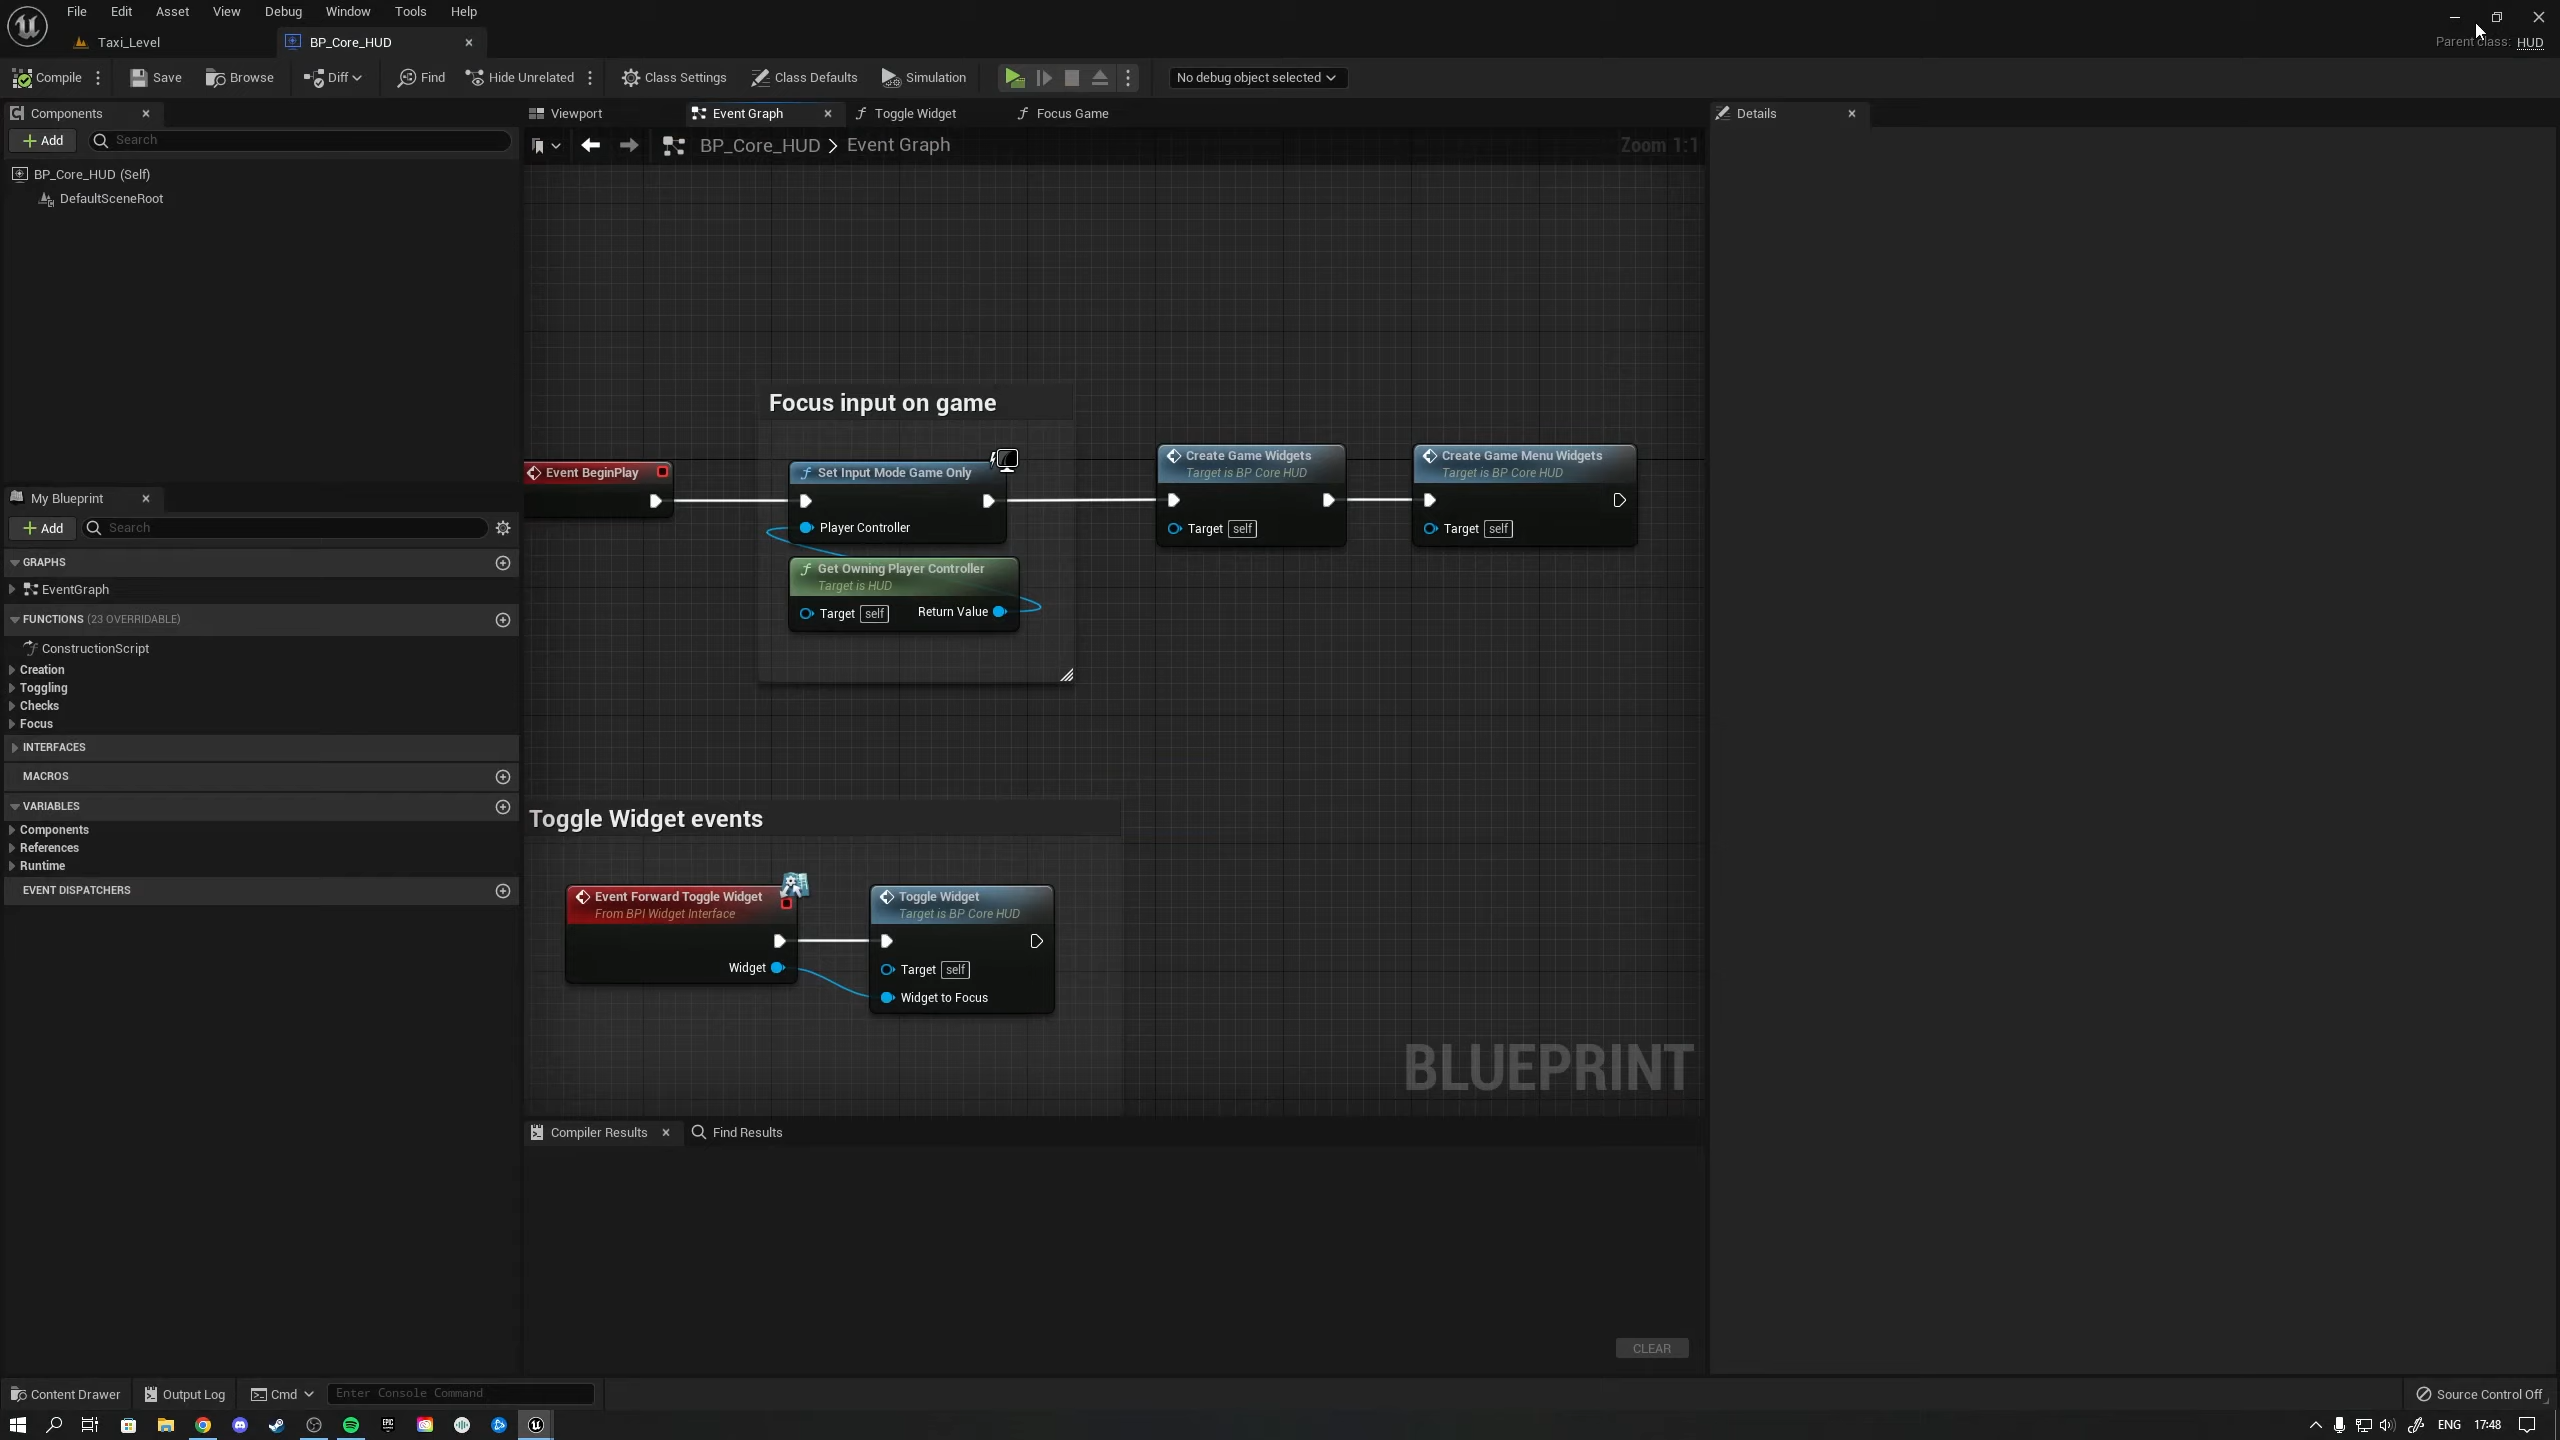 File Edit Asset View Debug Window Tools Help
Taxi_Level
BP_Core_HUD
Parent class: HUD
Compile
Save
Browse
Diff
Find
Hide Unrelated
Class Settings
Class Defaults
Simulation
No debug object selected
Components
Add
Search
BP_Core_HUD (Self)
DefaultSceneRoot
My Blueprint
Add
Search
GRAPHS
EventGraph
FUNCTIONS (23 OVERRIDABLE)
ConstructionScript
Creation
Toggling
Checks
Focus
INTERFACES
MACROS
VARIABLES
Components
References
Runtime
EVENT DISPATCHERS
Viewport
Event Graph
Toggle Widget
Focus Game
BP_Core_HUD > Event Graph
Zoom 1:1
Focus input on game
Event BeginPlay
Set Input Mode Game Only
Player Controller
Get Owning Player Controller
Target is HUD
Target self
Return Value
Create Game Widgets
Target is BP Core HUD
Target self
Create Game Menu Widgets
Target is BP Core HUD
Target self
Toggle Widget events
Event Forward Toggle Widget
From BPI Widget Interface
Widget
Toggle Widget
Target is BP Core HUD
Target self
Widget to Focus
BLUEPRINT
Compiler Results
Find Results
CLEAR
Details
Content Drawer
Output Log
Cmd
Enter Console Command
Source Control Off
EPIC
ENG
17:48